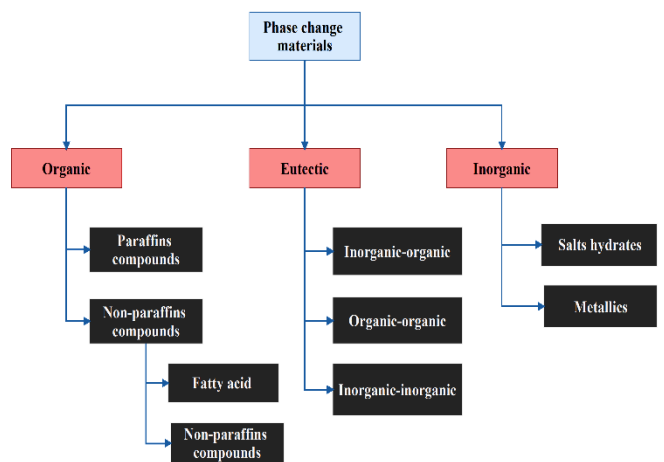 Phase change
materials
Organic
Eutectic
Inorganic
Paraffins
compounds
Non-paraffins
compounds
Fatty acid
Non-paraffins
compounds
Inorganic-organic
Organic-organic
Inorganic-inorganic
Salts hydrates
Metallics